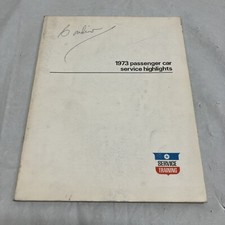 1973 passenger car
service highlights
SERVICE
TRAINING